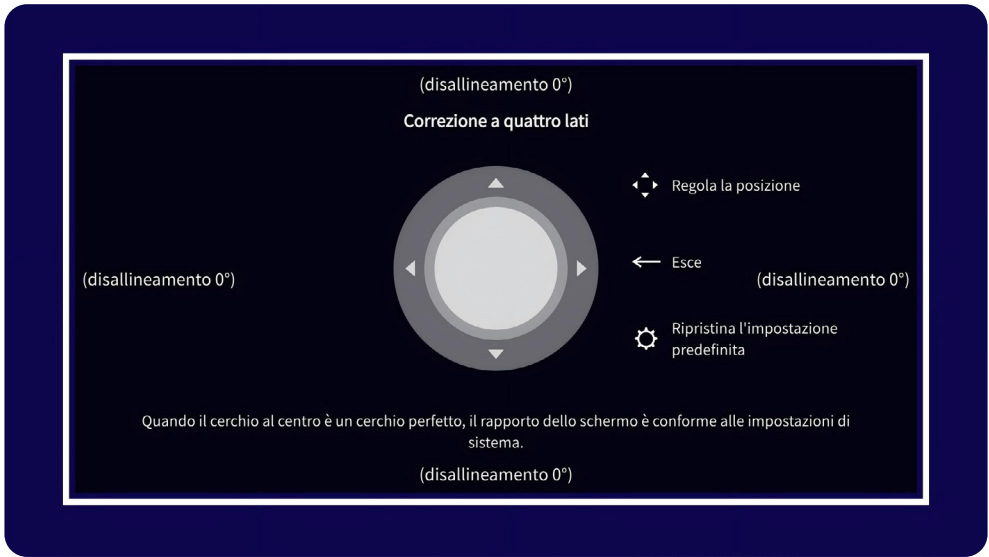 (disallineamento 0°)
Correzione a quattro lati
Regola la posizione
(disallineamento 0°)
Esce
(disallineamento 0°)
Ripristina l'impostazione
predefinita
Quando il cerchio al centro è un cerchio perfetto, il rapporto dello schermo è conforme alle impostazioni di
sistema.
(disallineamento 0°)